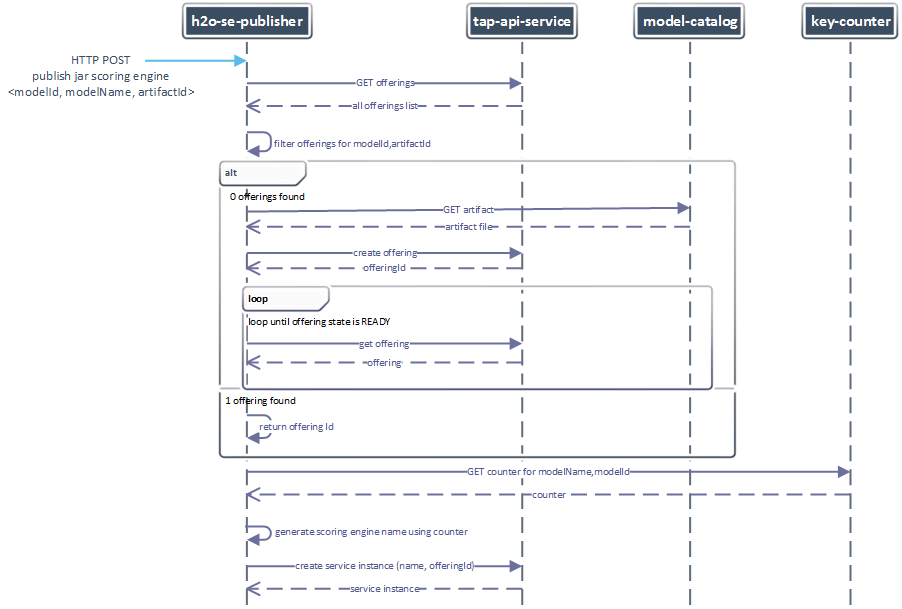 h2o-se-publisher
tap-api-service
model-catalog
key-counter
HTTP POST
publish jar scoring engine
<modelId, modelName, artifactId>
GET offerings
all offerings list
filter offerings for modelId,artifactId
alt
0 offerings found
GET artifact
artifact file
create offering
offeringId
loop
loop until offering state is READY
get offering
offering
1 offering found
return offering Id
GET counter for modelName,modelId
counter
generate scoring engine name using counter
create service instance (name, offeringId)
service instance